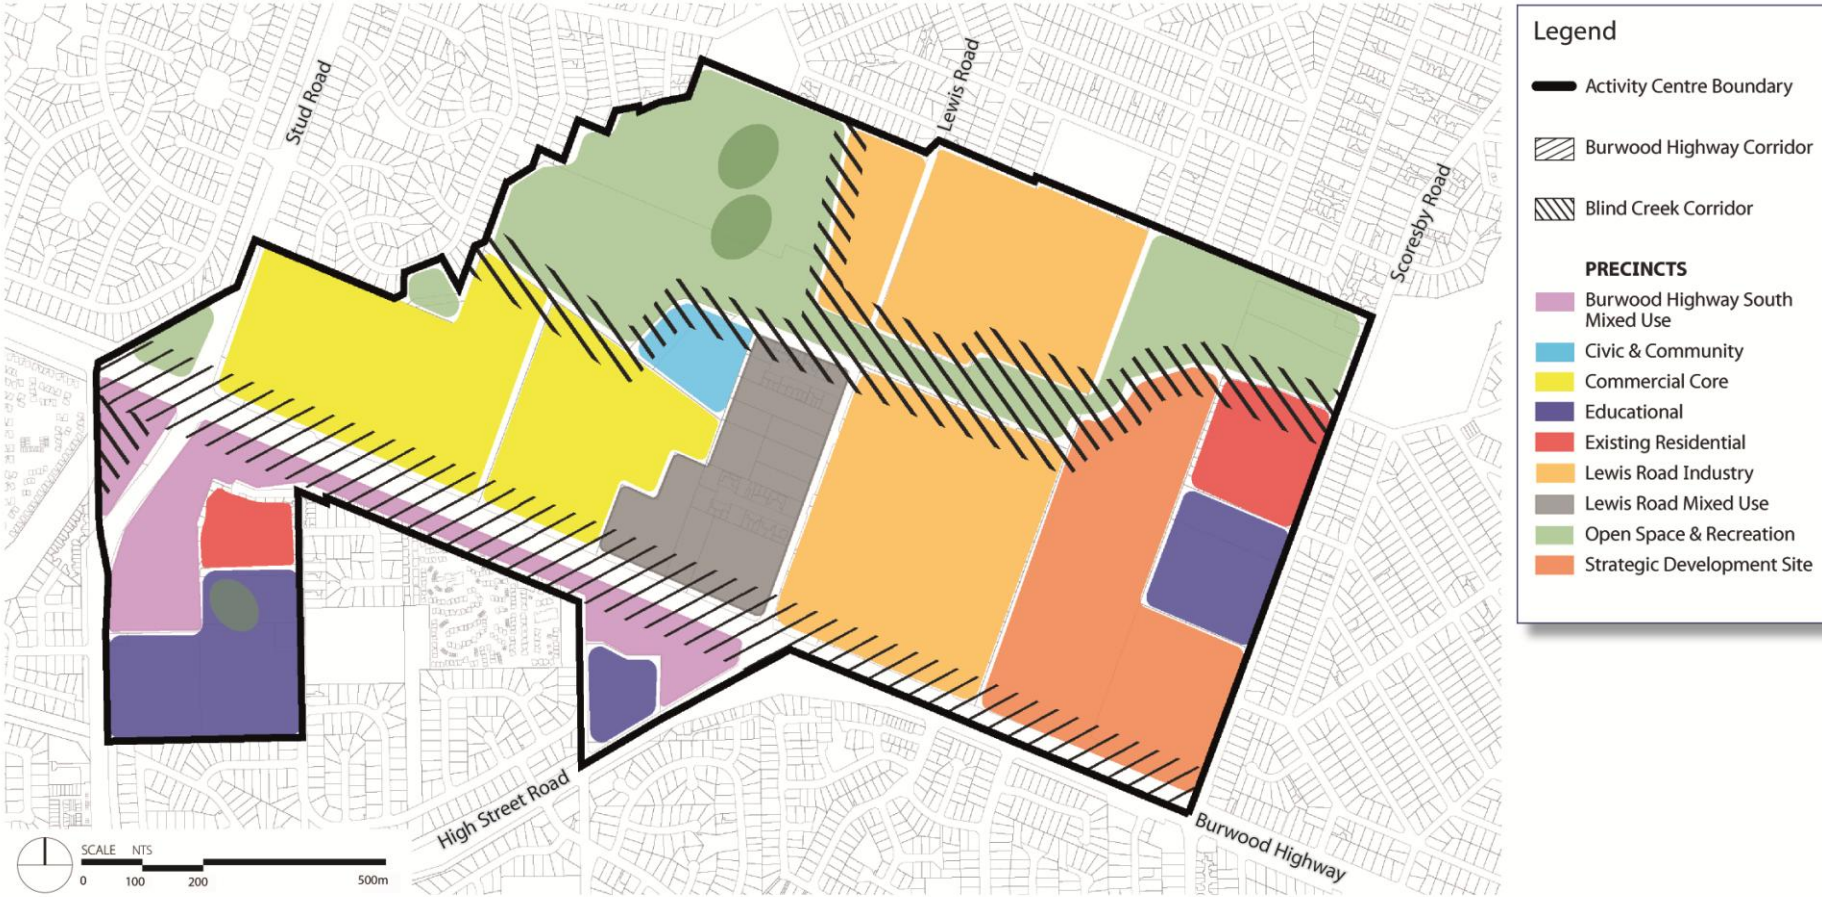 Stud Road
Lewis Road
Scoresby Road
High Street Road
Burwood Highway
SCALE NTS
0 100 200 500m
Legend
Activity Centre Boundary
Burwood Highway Corridor
Blind Creek Corridor
PRECINCTS
Burwood Highway South
Mixed Use
Civic & Community
Commercial Core
Educational
Existing Residential
Lewis Road Industry
Lewis Road Mixed Use
Open Space & Recreation
Strategic Development Site